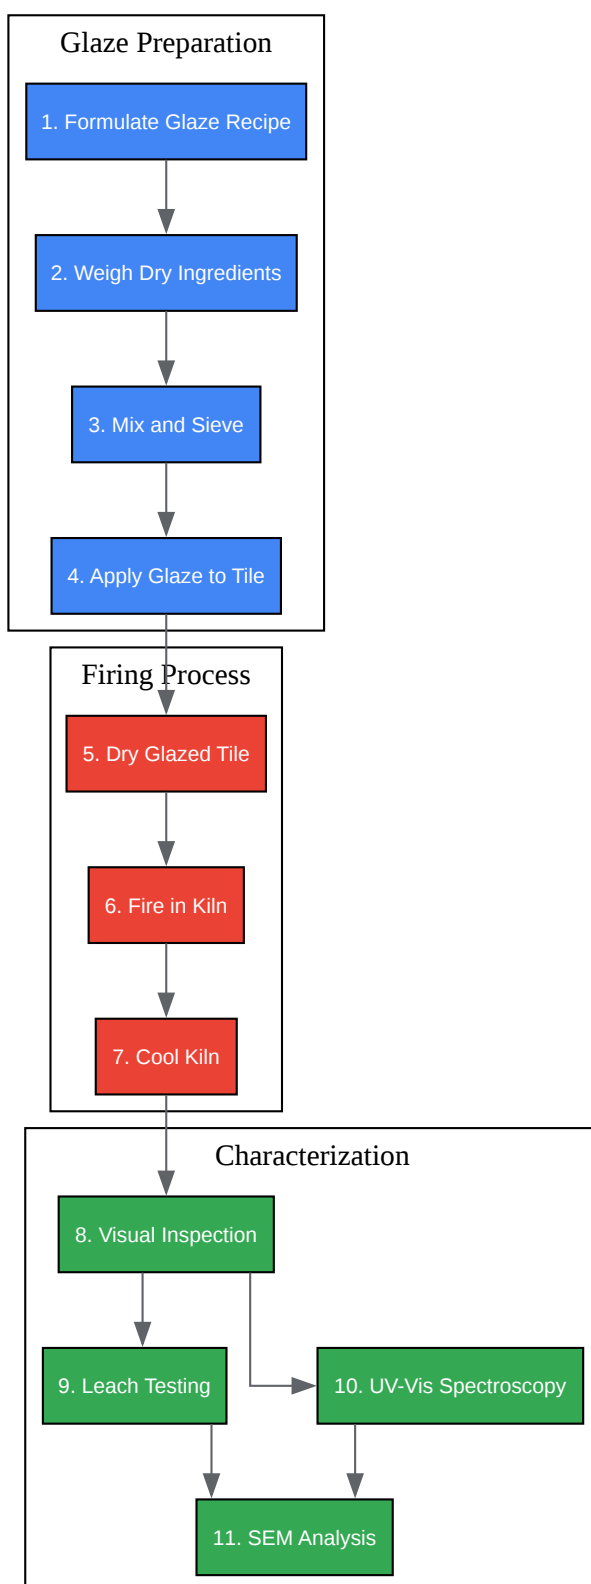 Glaze Preparation
1. Formulate Glaze Recipe
2. Weigh Dry Ingredients
3. Mix and Sieve
4. Apply Glaze to Tile
Firing Process
5. Dry Glazed Tile
6. Fire in Kiln
7. Cool Kiln
Characterization
8. Visual Inspection
9. Leach Testing
10. UV-Vis Spectroscopy
11. SEM Analysis